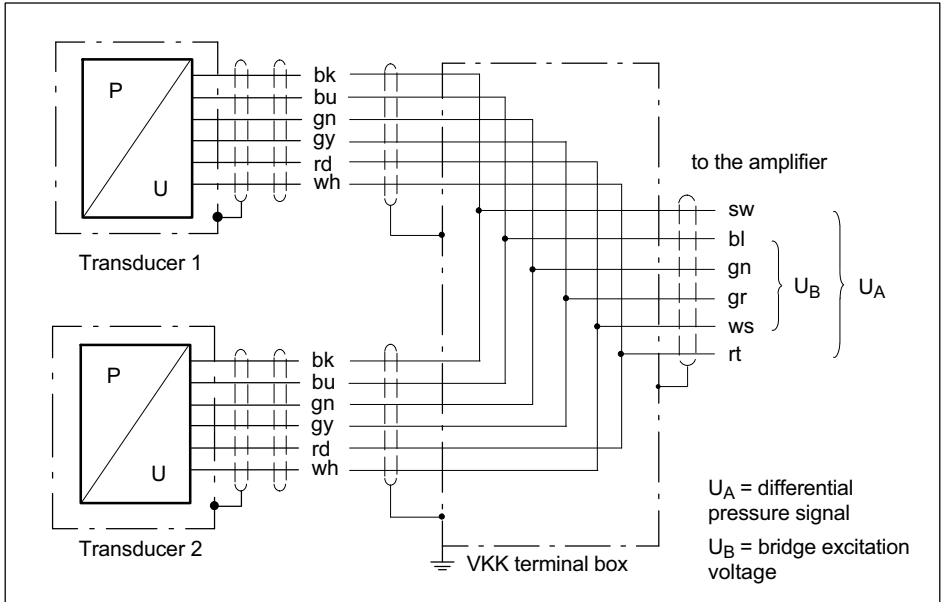 P
U
bk
bu
gn
gy
rd
wh
Transducer 1
to the amplifier
sw
bl
gn
gr
ws
rt
U_B
U_A
P
U
bk
bu
gn
gy
rd
wh
Transducer 2
VKK terminal box
U_A = differential
pressure signal
U_B = bridge excitation
voltage